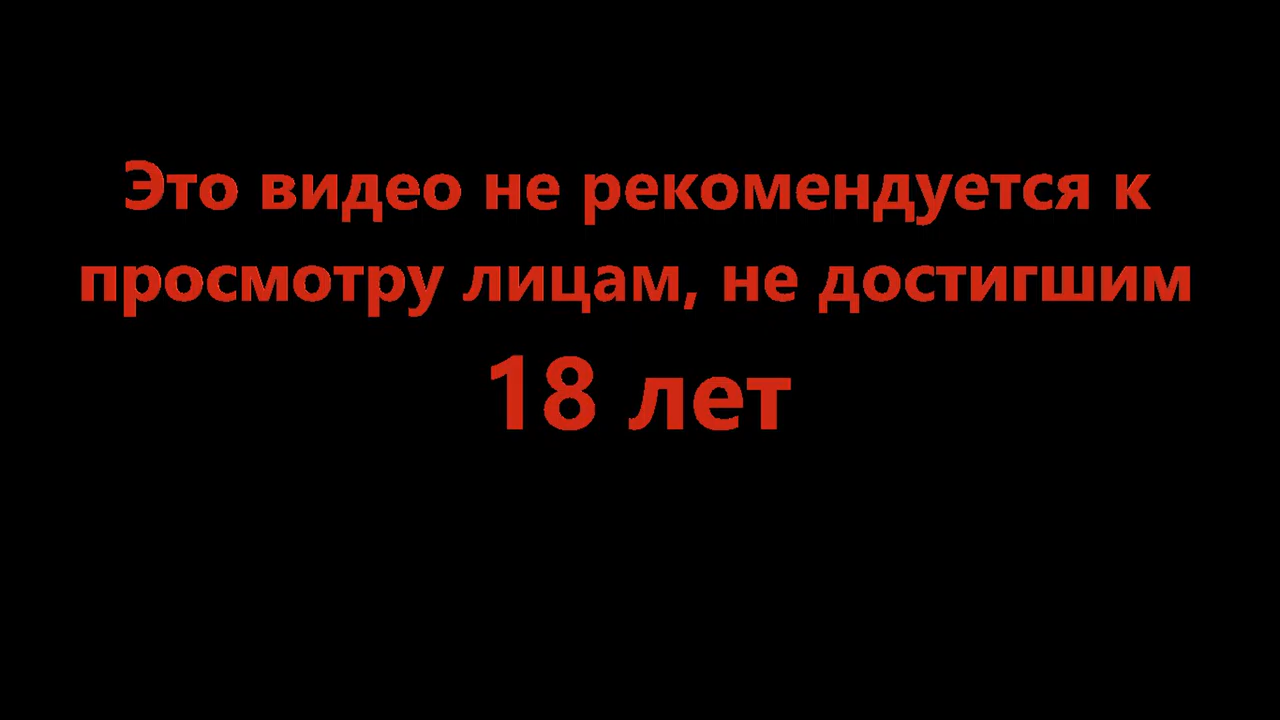 Это видео не рекомендуется к
просмотру лицам, не достигшим
18 лет